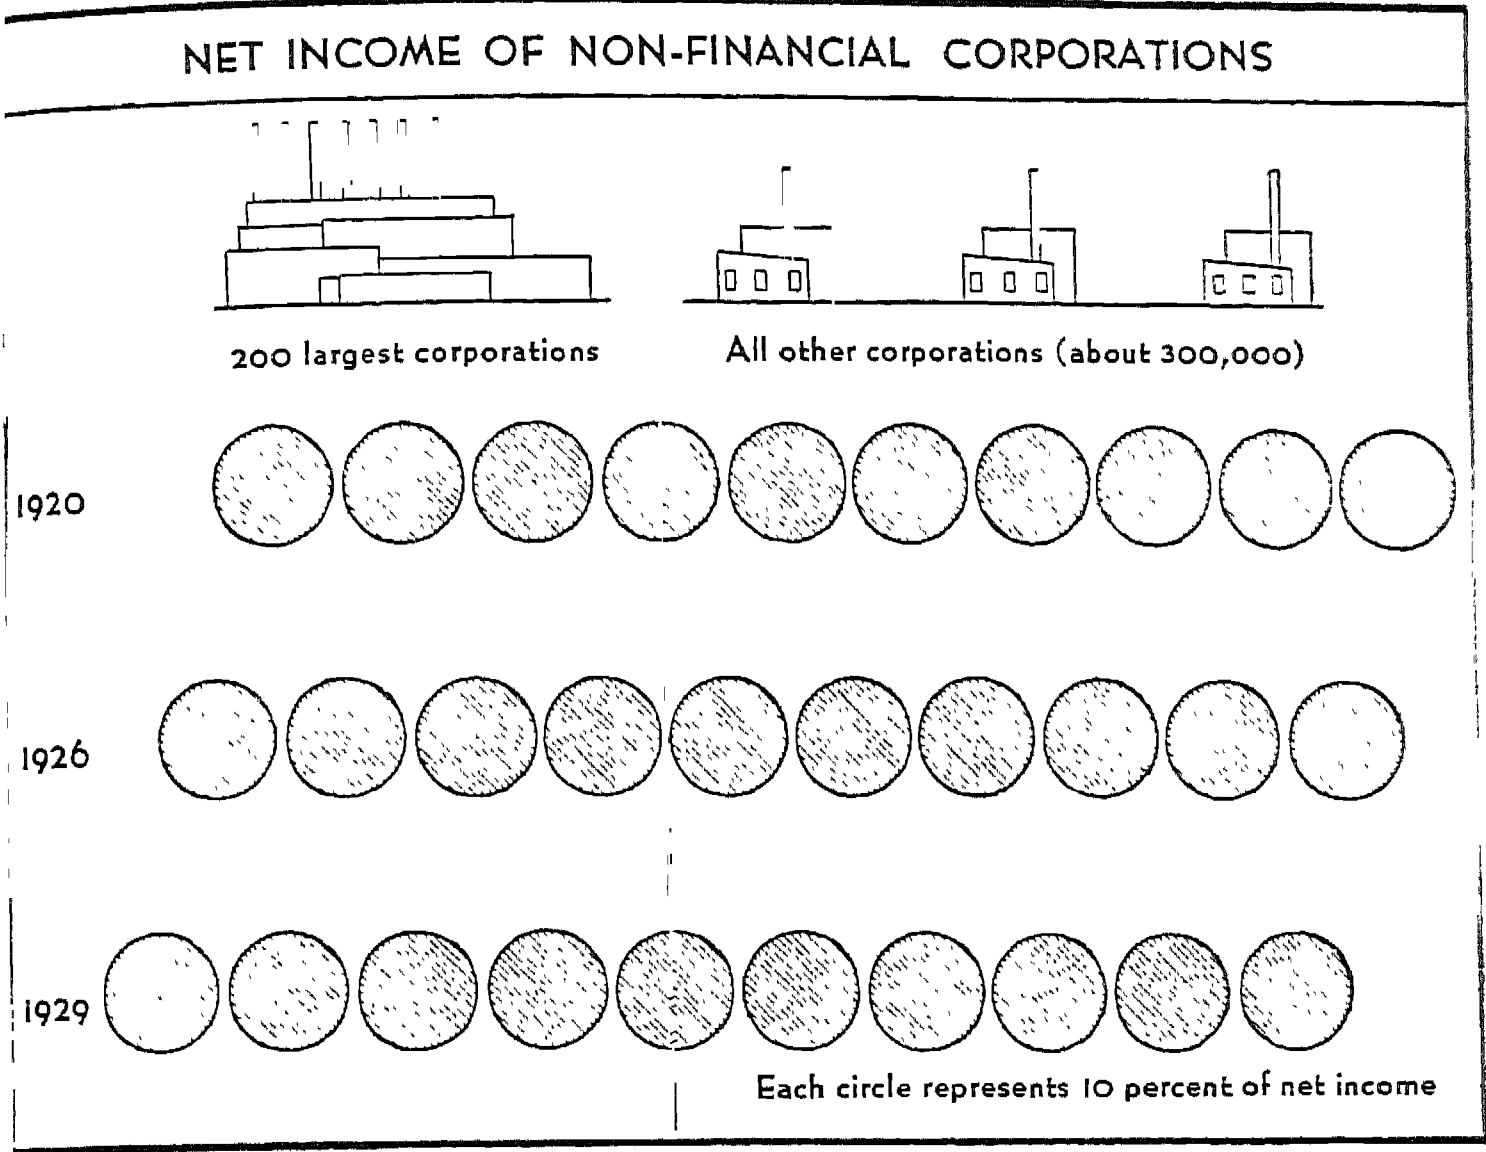 NET INCOME OF NON-FINANCIAL CORPORATIONS
200 largest corporations
All other corporations (about 300,000)
1920
1926
1929
Each circle represents 10 percent of net income